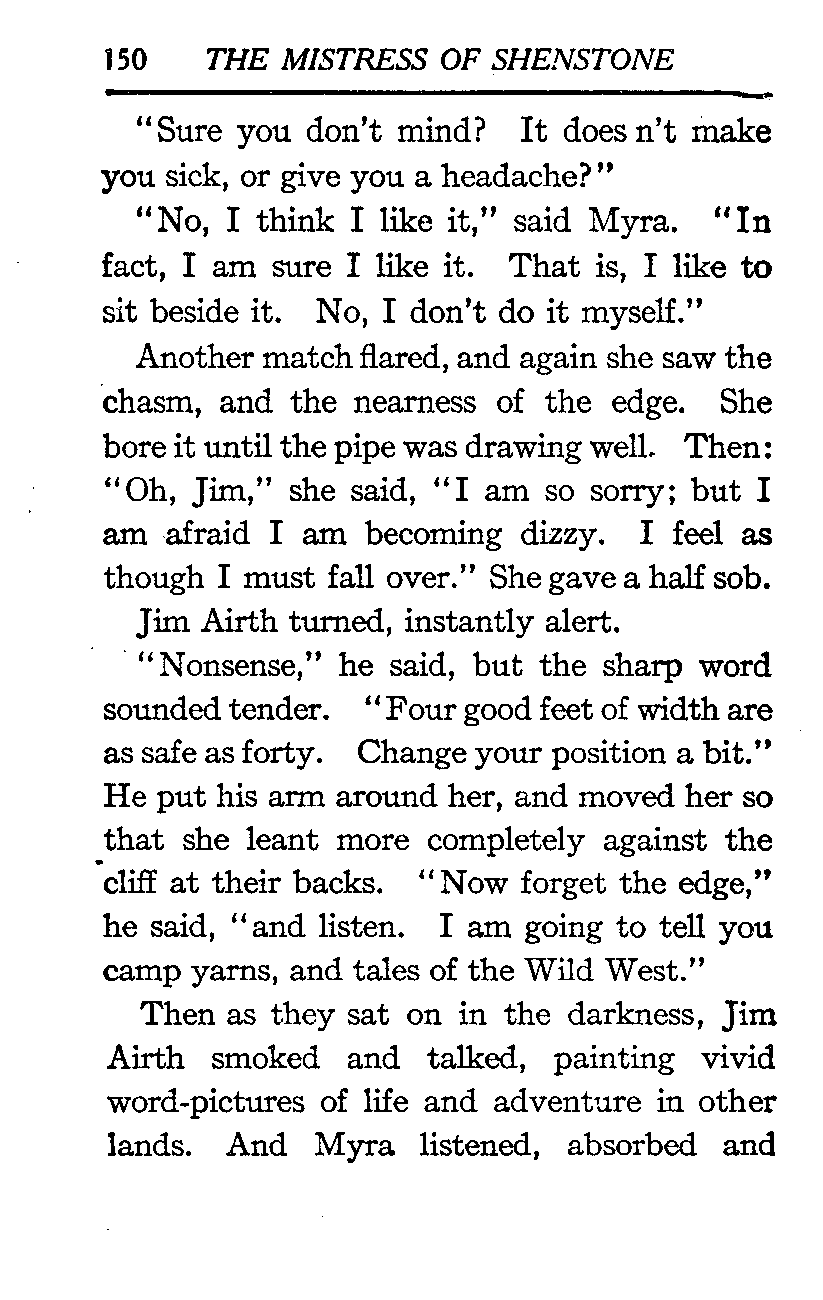 150 THE MISTRESS OF SHENSTONE
"Sure you don't mind? It does n't make
you sick, or give you a headache?"
"No, I think I like it," said Myra. "In
fact, I am sure I like it. That is, I like to
sit beside it. No, I don't do it myself."
Another match flared, and again she saw the
chasm, and the nearness of the edge. She
bore it until the pipe was drawing well. Then:
"Oh, Jim," she said, "I am so sorry; but I
am afraid I am becoming dizzy. I feel as
though I must fall over." She gave a half sob.
Jim Airth turned, instantly alert.
"Nonsense," he said, but the sharp word
sounded tender. "Four good feet of width are
as safe as forty. Change your position a bit."
He put his arm around her, and moved her so
that she leant more completely against the
cliff at their backs. "Now forget the edge,"
he said, "and listen. I am going to tell you
camp yarns, and tales of the Wild West."
Then as they sat on in the darkness, Jim
Airth smoked and talked, painting vivid
word-pictures of life and adventure in other
lands. And Myra listened, absorbed and